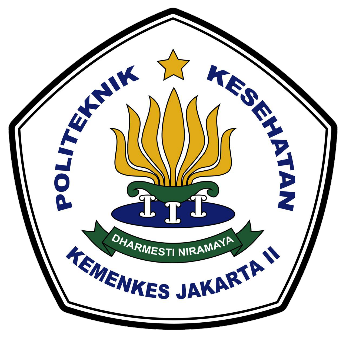 POLITEKNIK KESEHATAN
DHARMESTI NIRAMAYA
KEMENKES JAKARTA II